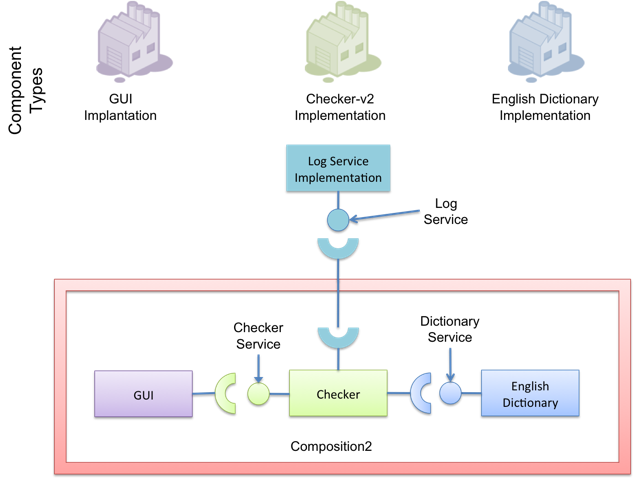 Component
Types
GUI
Implantation
Checker-v2
Implementation
English Dictionary
Implementation
Log Service
Implementation
Log
Service
Checker
Service
Dictionary
Service
GUI
Checker
English
Dictionary
Composition2